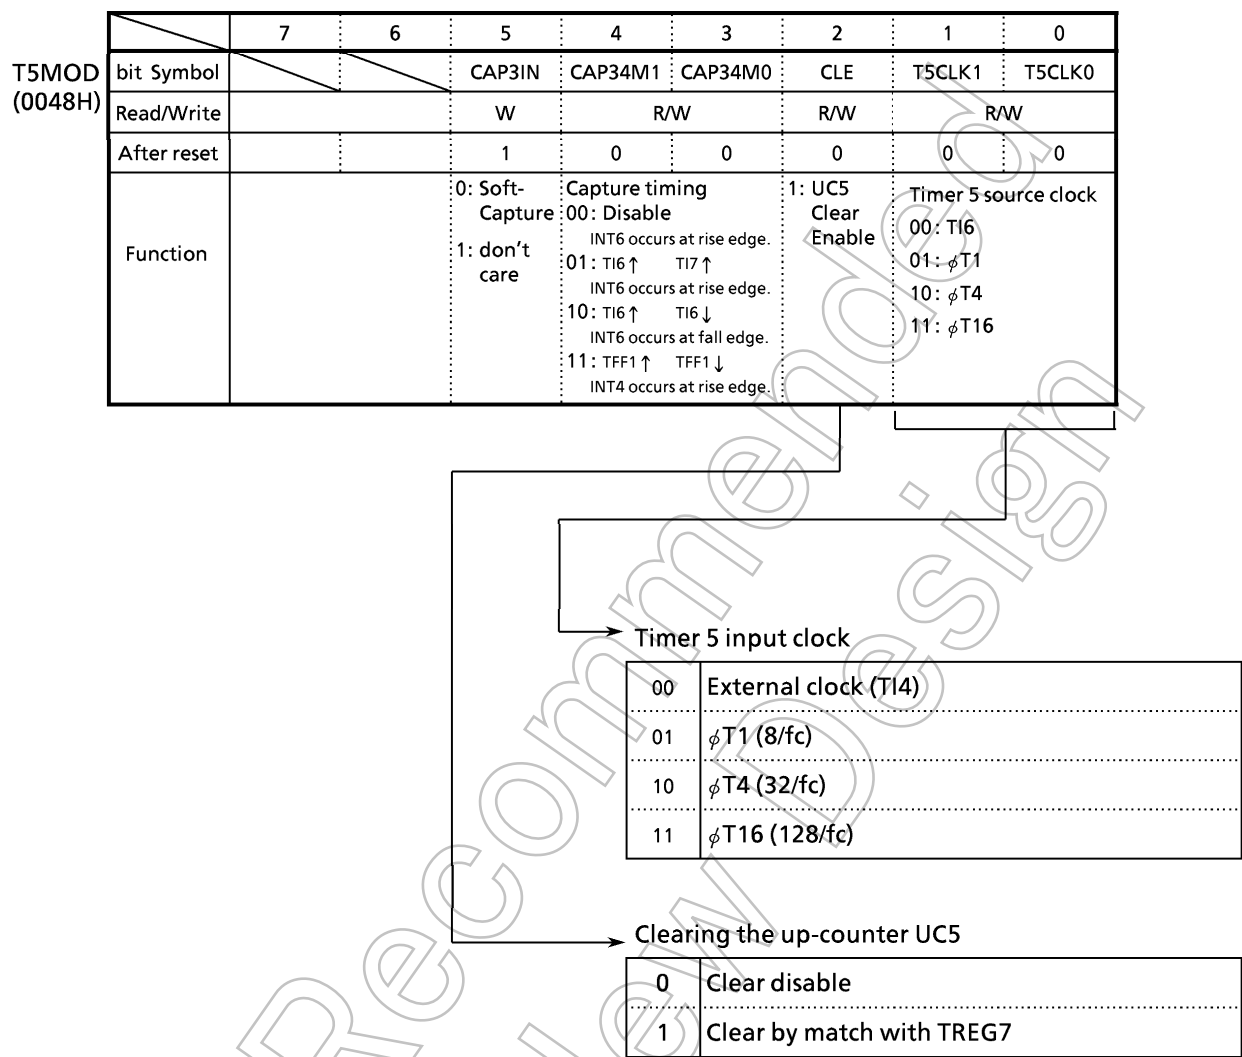 7 6 5 4 3 2 1 0
T5MOD
(0048H)
bit Symbol CAP3IN CAP34M1 CAP34M0 CLE T5CLK1 T5CLK0
Read/Write W R/W R/W R/W
After reset 1 0 0 0 0 0
Function
0: Soft-
Capture
1: don't
care
Capture timing
00: Disable
INT6 occurs at rise edge.
01: TI6↑ TI7↑
INT6 occurs at rise edge.
10: TI6↑ TI6↓
INT6 occurs at fall edge.
11: TFF1↑ TFF1↓
INT4 occurs at rise edge.
1: UC5
Clear
Enable
Timer 5 source clock
00: TI6
01: φT1
10: φT4
11: φT16
Timer 5 input clock
00 External clock (TI4)
01 φT1 (8/fc)
10 φT4 (32/fc)
11 φT16 (128/fc)
Clearing the up-counter UC5
0 Clear disable
1 Clear by match with TREG7
Recommended
New Design